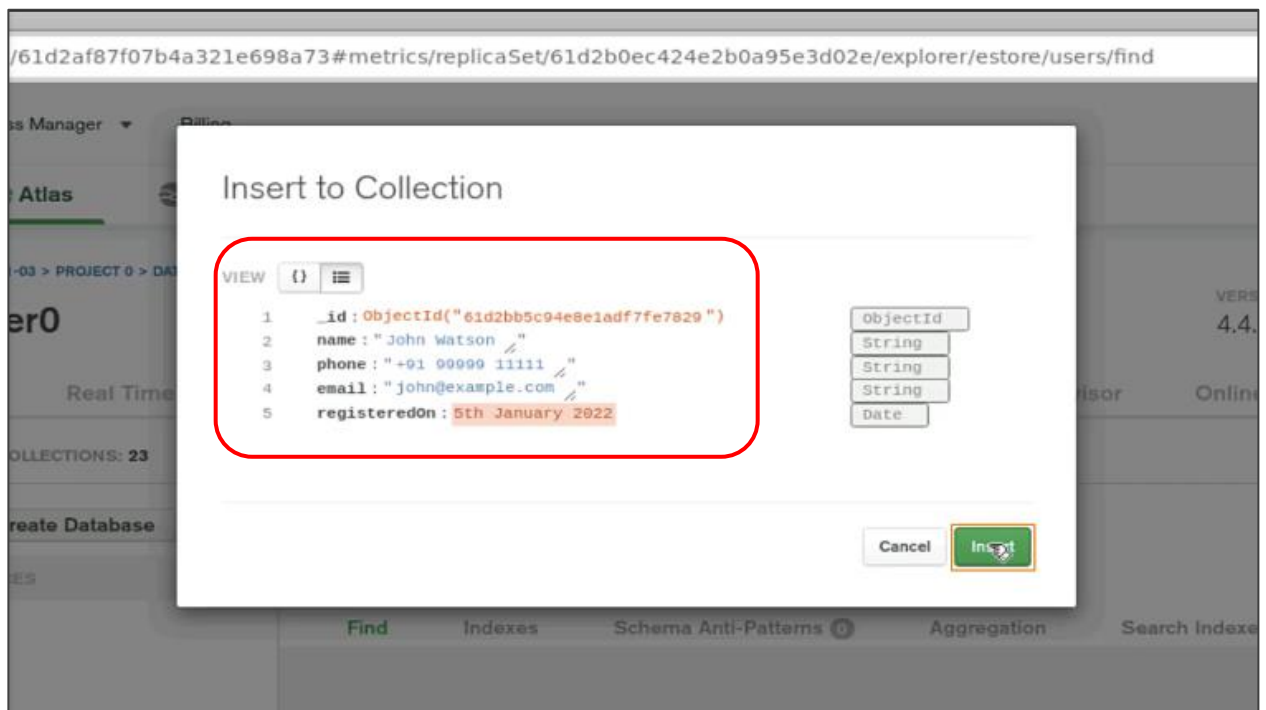 /61d2af87f07b4a321e698a73#metrics/replicaSet/61d2b0ec424e2b0a95e3d02e/explorer/estore/users/find
ss Manager
Billing
Atlas
Insert to Collection
-03 > PROJECT 0 > DA
VIEW {}
er0
VERS
4.4.
1 _id : ObjectId("61d2bb5c94e8e1adf7fe7829") ObjectId
2 name : "John Watson" String
3 phone : "+91 99999 11111" String
4 email : "john@example.com" String
5 registeredOn : 5th January 2022 Date
Real Time
isor
Online
OLLECTIONS: 23
reate Database
Cancel Insert
ES
Find Indexes Schema Anti-Patterns 0 Aggregation Search Indexe